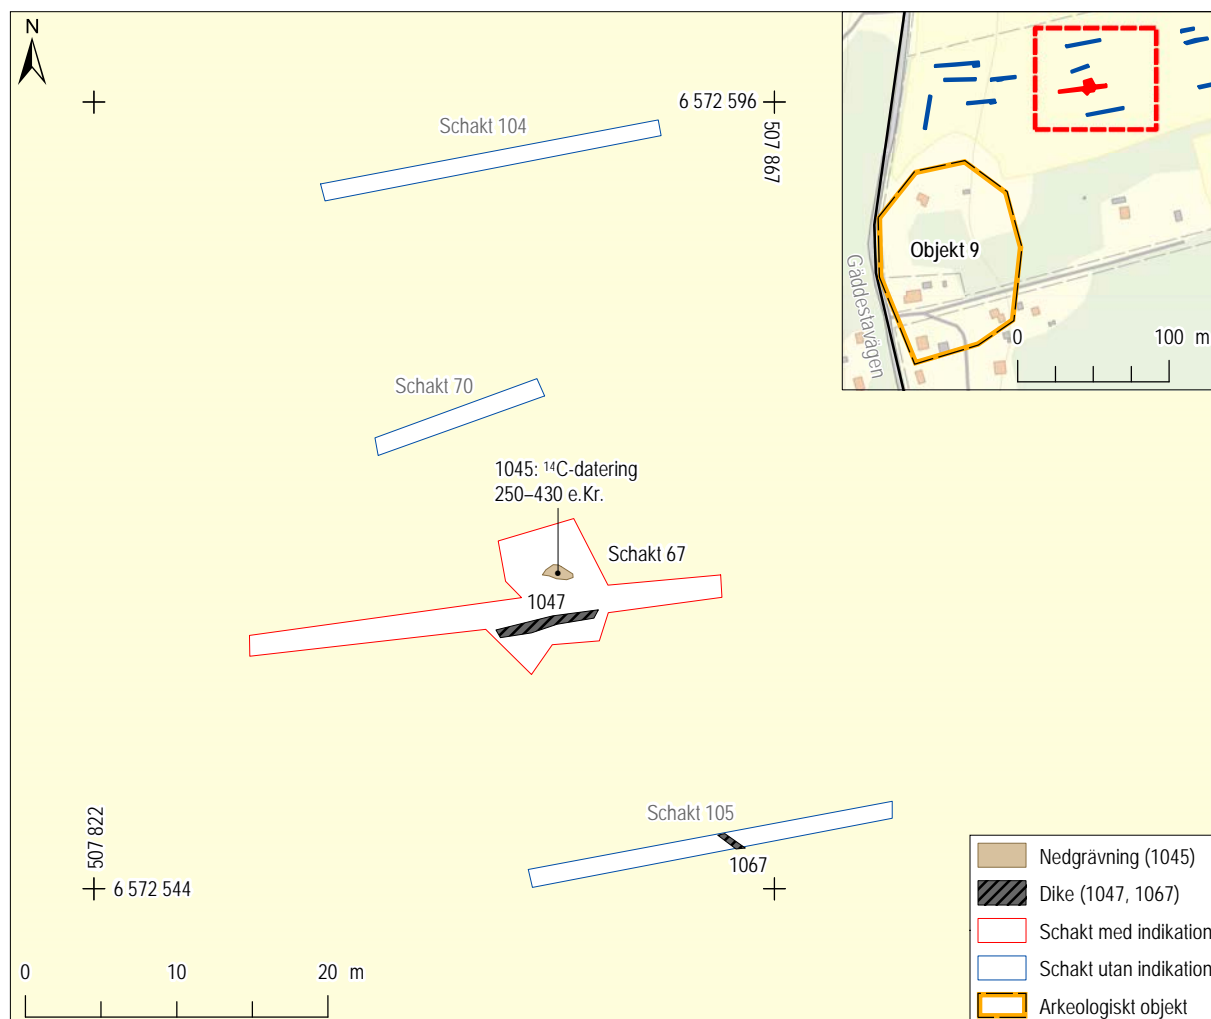 N
Schakt 104
6 572 596
507 867
Schakt 70
1045: ¹⁴C-datering
250–430 e.Kr.
Schakt 67
1047
Schakt 105
1067
507 822
6 572 544
0 10 20 m
Objekt 9
Gäddestavägen
0 100 m
Nedgrävning (1045)
Dike (1047, 1067)
Schakt med indikation
Schakt utan indikation
Arkeologiskt objekt